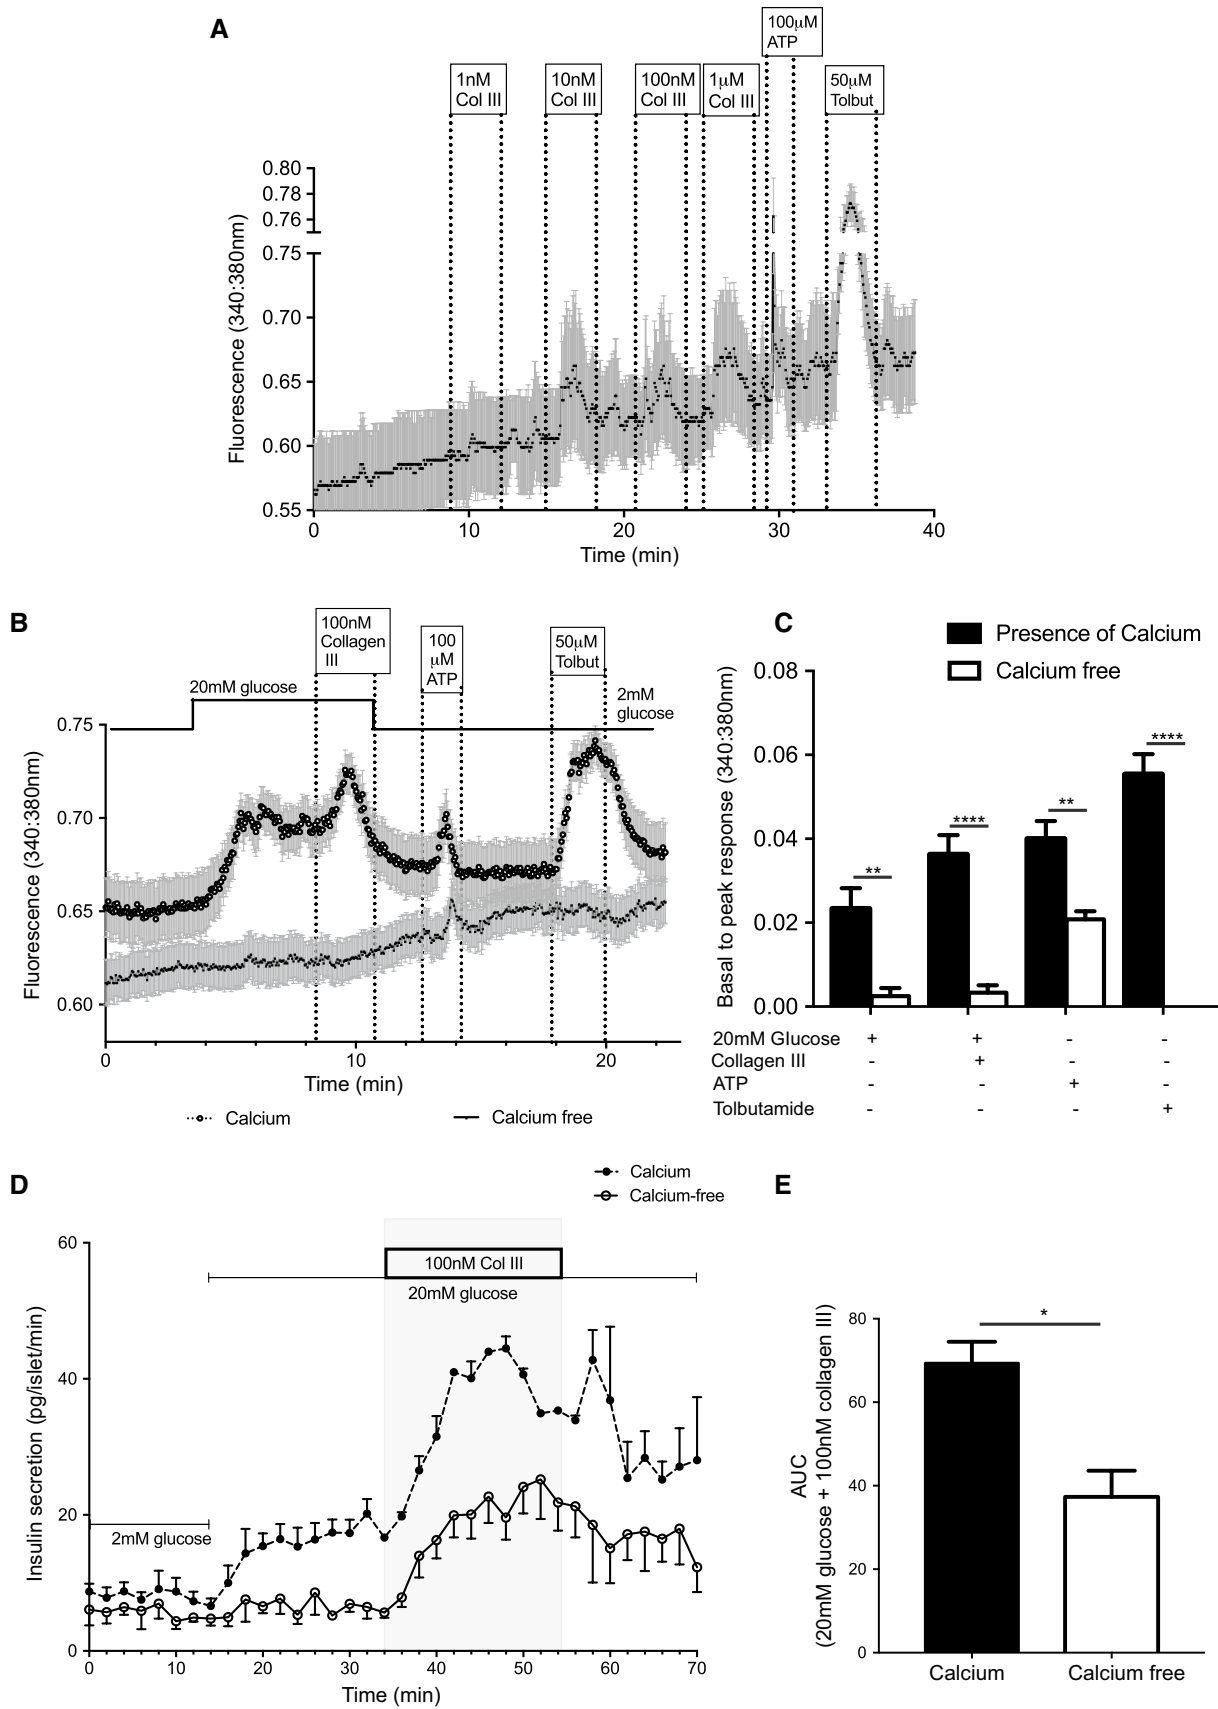 A
100μM
ATP
1nM
Col III
10nM
Col III
100nM
Col III
1μM
Col III
50μM
Tolbut
0.80
0.78
0.76
0.75
0.70
0.65
0.60
0.55
Fluorescence (340:380nm)
0 10 20 30 40
Time (min)
B
100nM
Collagen
III
100
μM
ATP
50μM
Tolbut
20mM glucose
2mM
glucose
0.75
0.70
0.65
0.60
Fluorescence (340:380nm)
0 10 20
Time (min)
Calcium
Calcium free
C
Presence of Calcium
Calcium free
0.08
0.06
0.04
0.02
0.00
Basal to peak response (340:380nm)
**
****
**
****
20mM Glucose + + - -
Collagen III - + - -
ATP - - + -
Tolbutamide - - - +
D
Calcium
Calcium-free
60
40
20
0
Insulin secretion (pg/islet/min)
100nM Col III
20mM glucose
2mM glucose
0 10 20 30 40 50 60 70
Time (min)
E
80
60
40
20
0
AUC
(20mM glucose + 100nM collagen III)
*
Calcium
Calcium free